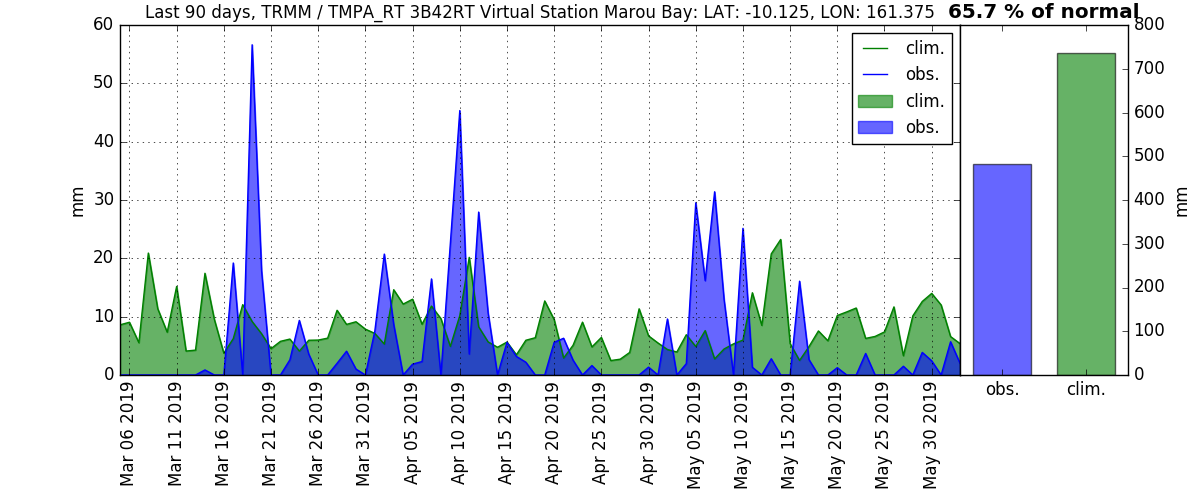 Last 90 days, TRMM / TMPA_RT 3B42RT Virtual Station Marou Bay: LAT: -10.125, LON: 161.375 65.7 % of normal
60
50
40
30
20
10
0
mm
clim.
obs.
clim.
obs.
800
700
600
500
400
300
200
100
0
mm
obs.
clim.
Mar 06 2019
Mar 11 2019
Mar 16 2019
Mar 21 2019
Mar 26 2019
Mar 31 2019
Apr 05 2019
Apr 10 2019
Apr 15 2019
Apr 20 2019
Apr 25 2019
Apr 30 2019
May 05 2019
May 10 2019
May 15 2019
May 20 2019
May 25 2019
May 30 2019